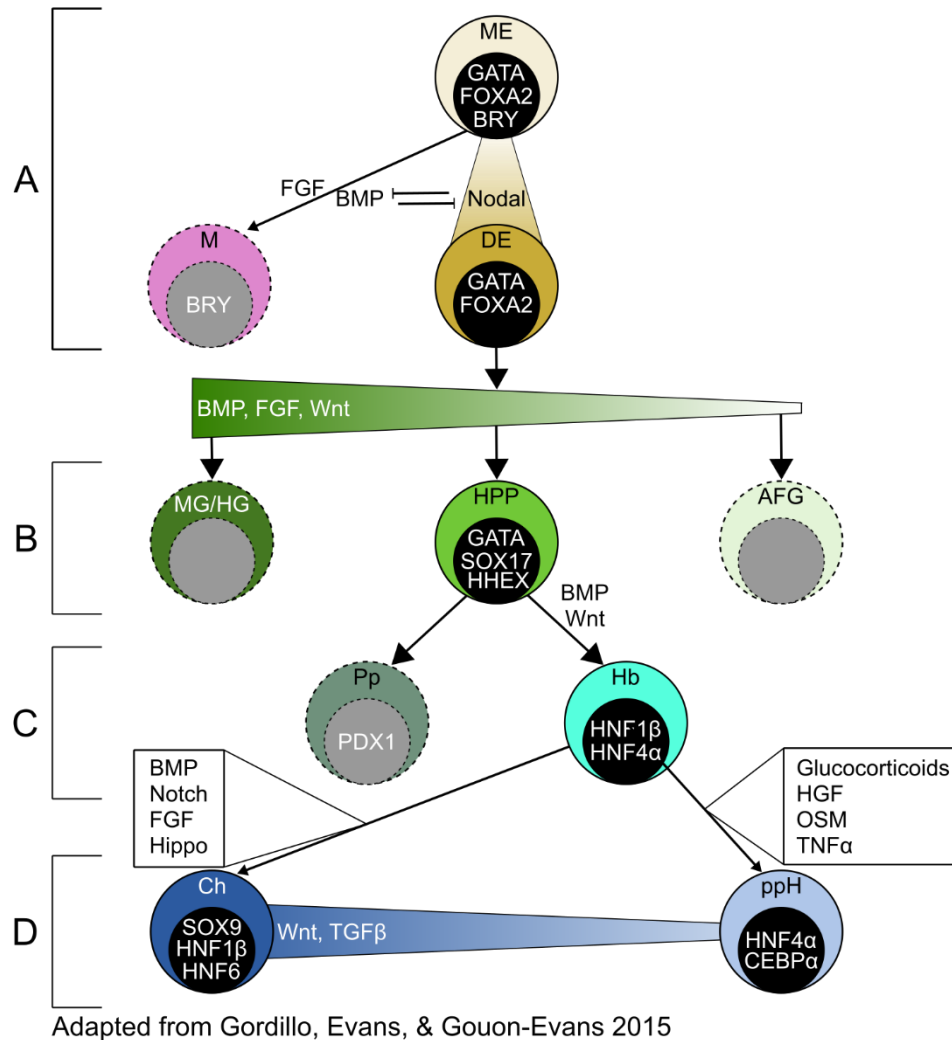 A
ME
GATA
FOXA2
BRY
FGF
BMP
Nodal
M
BRY
DE
GATA
FOXA2
BMP, FGF, Wnt
B
MG/HG
HPP
GATA
SOX17
HHEX
AFG
BMP
Wnt
C
Pp
PDX1
Hb
HNF1β
HNF4α
BMP
Notch
FGF
Hippo
Glucocorticoids
HGF
OSM
TNFα
D
Ch
SOX9
HNF1β
HNF6
Wnt, TGFβ
ppH
HNF4α
CEBPα
Adapted from Gordillo, Evans, & Gouon-Evans 2015